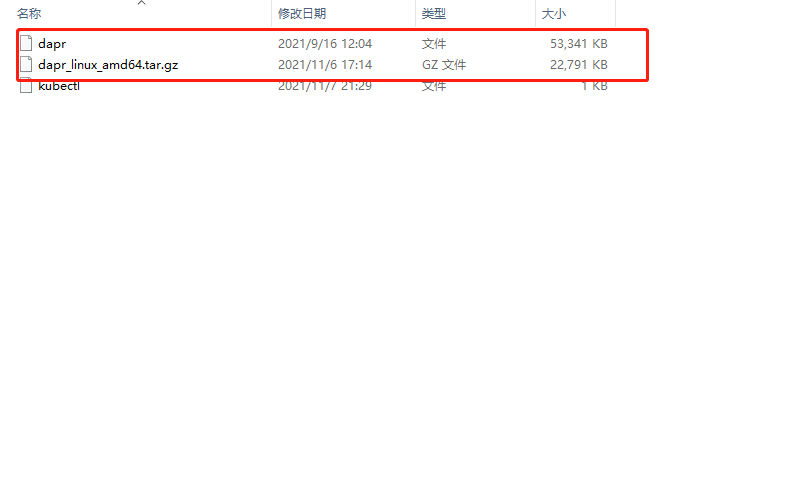 名称 修改日期 类型 大小
dapr 2021/9/16 12:04 文件 53,341 KB
dapr_linux_amd64.tar.gz 2021/11/6 17:14 GZ 文件 22,791 KB
kubectl 2021/11/7 21:29 文件 1 KB